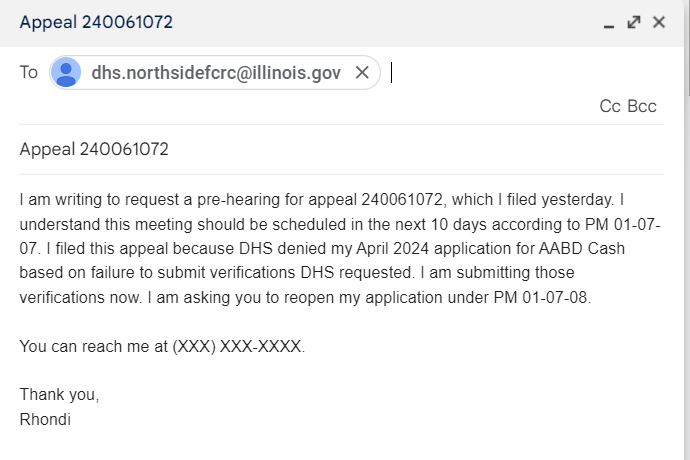 Appeal 240061072
To dhs.northsidefcrc@illinois.gov
Cc Bcc
Appeal 240061072
I am writing to request a pre-hearing for appeal 240061072, which I filed yesterday. I
understand this meeting should be scheduled in the next 10 days according to PM 01-07-
07. I filed this appeal because DHS denied my April 2024 application for AABD Cash
based on failure to submit verifications DHS requested. I am submitting those
verifications now. I am asking you to reopen my application under PM 01-07-08.
You can reach me at (XXX) XXX-XXXX.
Thank you,
Rhondi